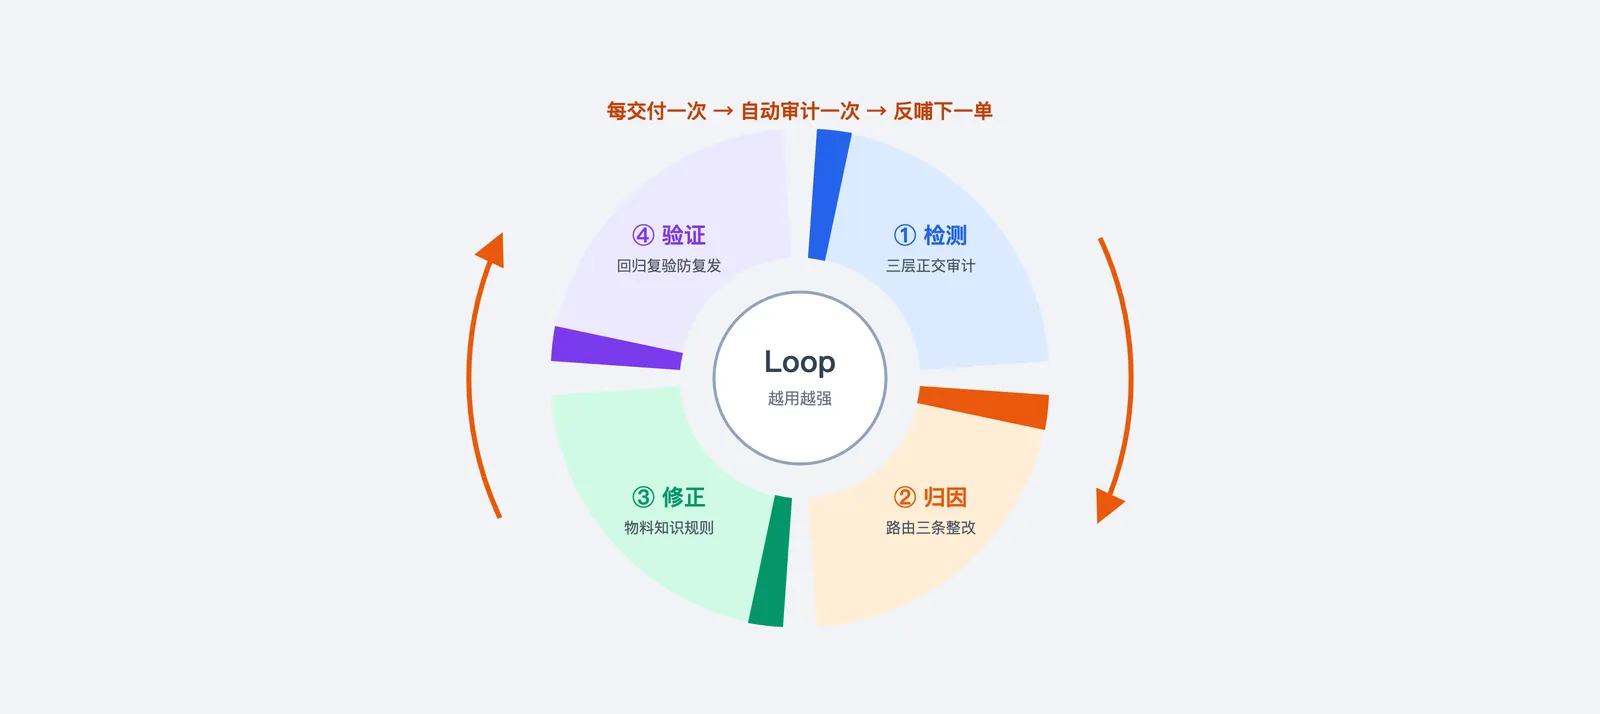 每交付一次 → 自动审计一次 → 反哺下一单
① 检测
三层正交审计
② 归因
路由三条整改
③ 修正
物料知识规则
④ 验证
回归复验防复发
Loop
越用越强